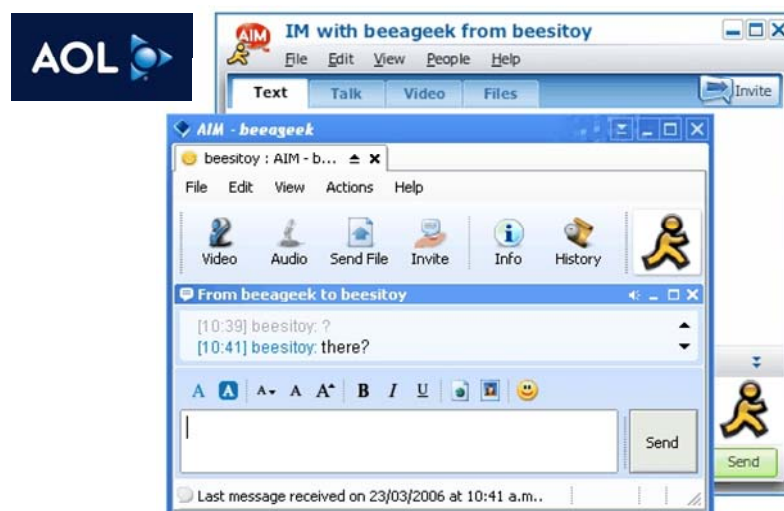 AOL
AIM
IM with beeageek from beesitoy
File Edit View People Help
Text Talk Video Files
Invite
AIM - beeageek
beesitoy : AIM - b...
File Edit View Actions Help
Video Audio Send File Invite Info History
From beeageek to beesitoy
[10:39] beesitoy: ?
[10:41] beesitoy: there?
A A A A A B I U
Send
Send
Last message received on 23/03/2006 at 10:41 a.m..